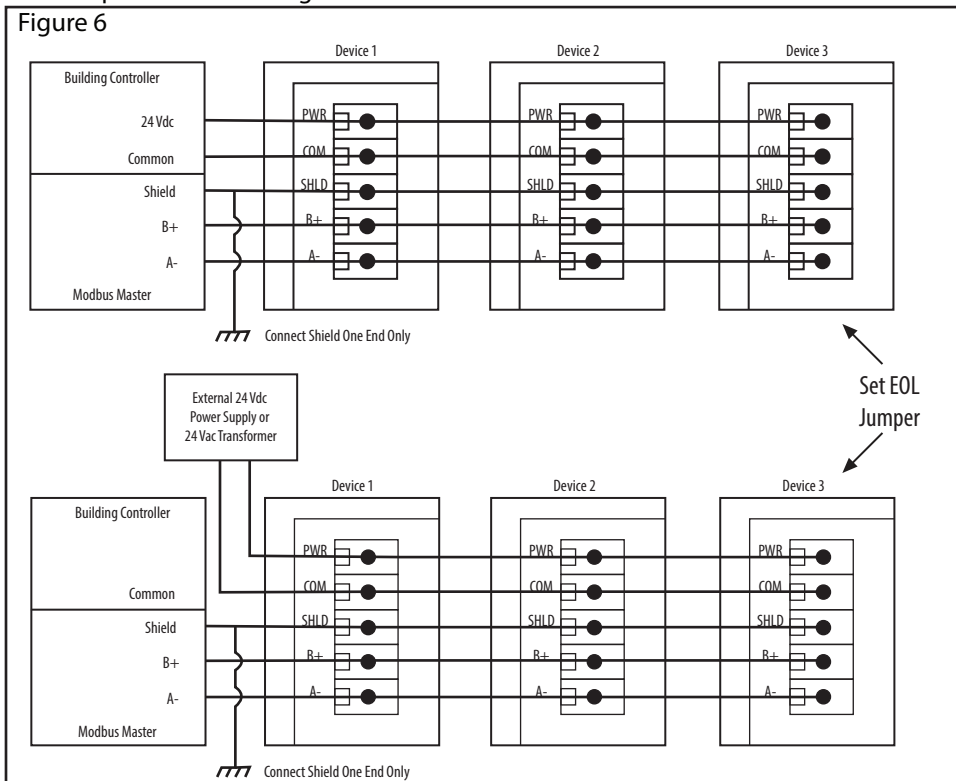 Figure 6
Device 1
Device 2
Device 3
Building Controller
24 Vdc
Common
Shield
B+
A-
Modbus Master
PWR
COM
SHLD
B+
A-
PWR
COM
SHLD
B+
A-
PWR
COM
SHLD
B+
A-
Connect Shield One End Only
Set EOL
Jumper
External 24 Vdc
Power Supply or
24 Vac Transformer
Device 1
Device 2
Device 3
Building Controller
Common
Shield
B+
A-
Modbus Master
PWR
COM
SHLD
B+
A-
PWR
COM
SHLD
B+
A-
PWR
COM
SHLD
B+
A-
Connect Shield One End Only